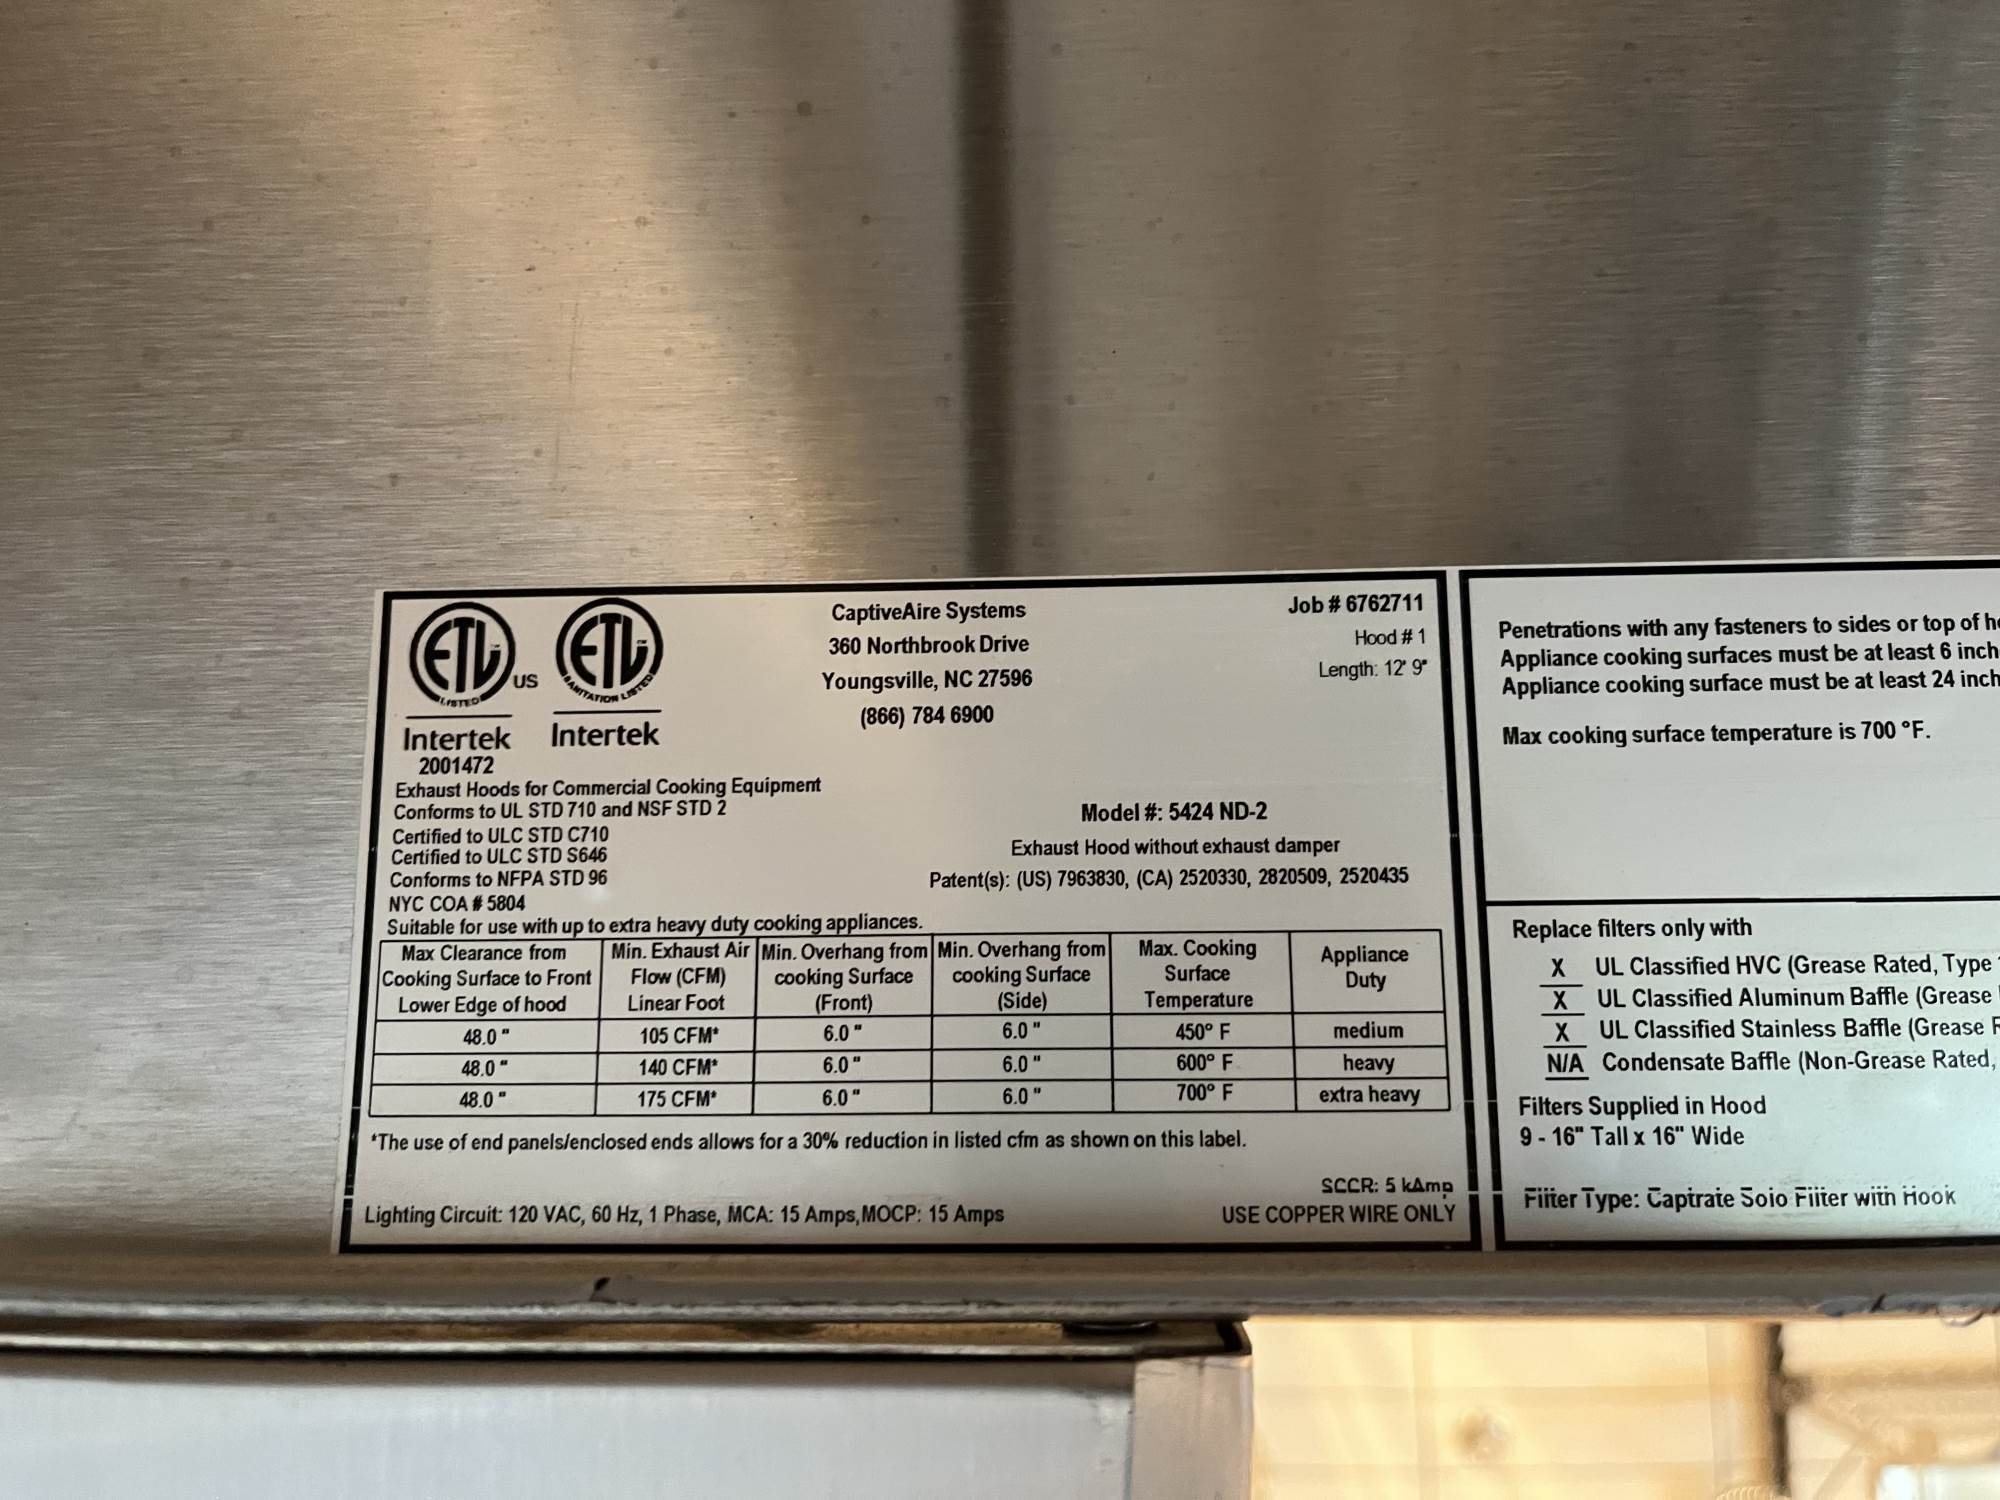 ETL US
LISTED
Intertek
2001472
ETL
SANITATION LISTED
Intertek
CaptiveAire Systems
360 Northbrook Drive
Youngsville, NC 27596
(866) 784 6900
Job # 6762711
Hood # 1
Length: 12' 9"
Exhaust Hoods for Commercial Cooking Equipment
Conforms to UL STD 710 and NSF STD 2
Certified to ULC STD C710
Certified to ULC STD S646
Conforms to NFPA STD 96
NYC COA # 5804
Model #: 5424 ND-2
Exhaust Hood without exhaust damper
Patent(s): (US) 7963830, (CA) 2520330, 2820509, 2520435
Suitable for use with up to extra heavy duty cooking appliances.
Max Clearance from
Cooking Surface to Front
Lower Edge of hood
Min. Exhaust Air
Flow (CFM)
Linear Foot
Min. Overhang from
cooking Surface
(Front)
Min. Overhang from
cooking Surface
(Side)
Max. Cooking
Surface
Temperature
Appliance
Duty
48.0 " 105 CFM* 6.0 " 6.0 " 450° F medium
48.0 " 140 CFM* 6.0 " 6.0 " 600° F heavy
48.0 " 175 CFM* 6.0 " 6.0 " 700° F extra heavy
*The use of end panels/enclosed ends allows for a 30% reduction in listed cfm as shown on this label.
SCCR: 5 kAmp
Lighting Circuit: 120 VAC, 60 Hz, 1 Phase, MCA: 15 Amps, MOCP: 15 Amps
USE COPPER WIRE ONLY
Penetrations with any fasteners to sides or top of
Appliance cooking surfaces must be at least 6 inch
Appliance cooking surface must be at least 24 inch
Max cooking surface temperature is 700 °F.
Replace filters only with
X UL Classified HVC (Grease Rated, Type
X UL Classified Aluminum Baffle (Grease
X UL Classified Stainless Baffle (Grease
N/A Condensate Baffle (Non-Grease Rated,
Filters Supplied in Hood
9 - 16" Tall x 16" Wide
Filter Type: Captrate Solo Filter with Hook